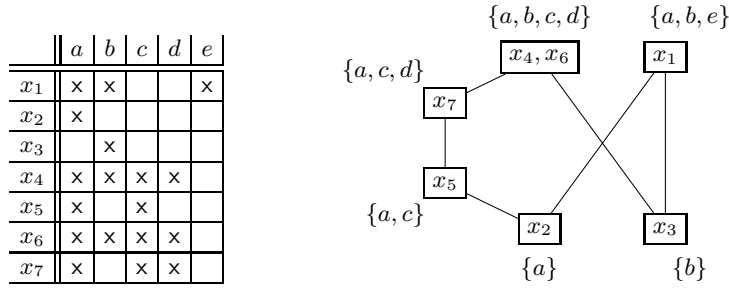 a b c d e
x₁ x x x
x₂ x
x₃ x
x₄ x x x x
x₅ x x
x₆ x x x x
x₇ x x x
{a, b, c, d} {a, b, e}
x₄, x₆ x₁
{a, c, d}
x₇
x₅
{a, c}
x₂ x₃
{a} {b}